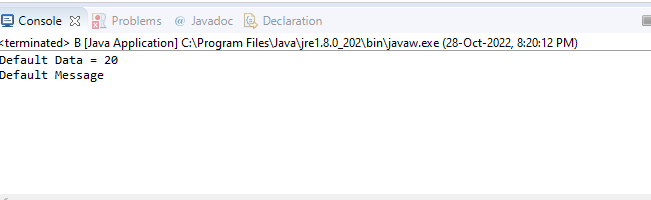 Console Problems @ Javadoc Declaration
<terminated> B [Java Application] C:\Program Files\Java\jre1.8.0_202\bin\javaw.exe (28-Oct-2022, 8:20:12 PM)
Default Data = 20
Default Message